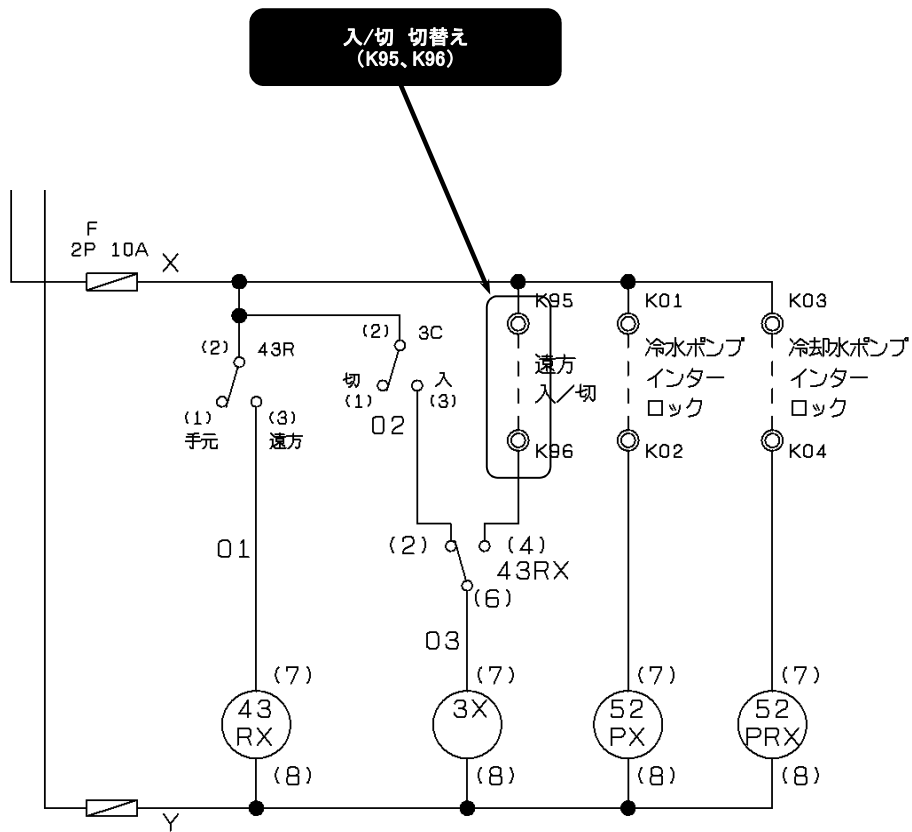 入/切 切替え
（K95、K96）
F
2P 10A
X
K95
K01
K03
(2)
43R
(2)
3C
遠方
入／切
冷水ポンプ
インター
ロック
冷却水ポンプ
インター
ロック
切
(1)
入
(3)
(1)
手元
(3)
遠方
02
K96
K02
K04
01
(2)
(4)
43RX
(6)
03
(7)
(7)
(7)
(7)
43
RX
3X
52
PX
52
PRX
(8)
(8)
(8)
(8)
Y